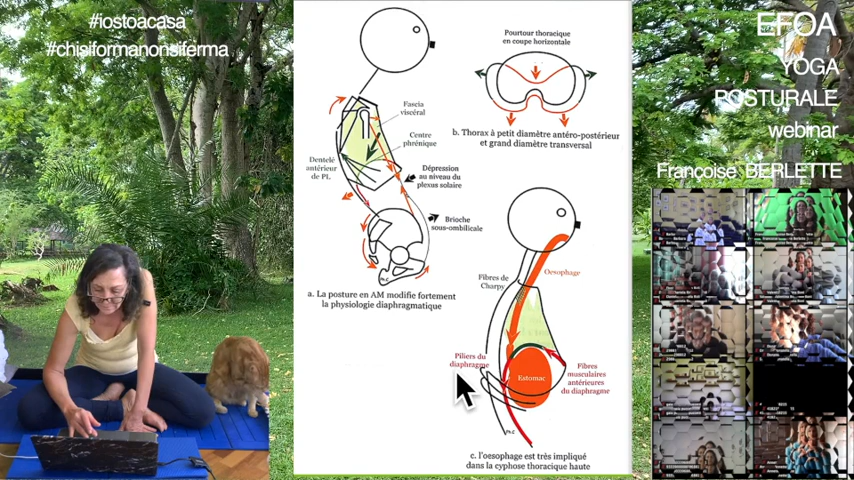 #iostoacasa
#chisiformanonsiferma
EFOA
YOGA
POSTURALE
webinar
Françoise BERLETTE
Pourtour thoracique
en coupe horizontale
b. Thorax à petit diamètre antéro-postérieur
et grand diamètre transversal
Fascia
viscéral
Centre
phrénique
Dentelé
antérieur
de PL
Dépression
au niveau du
plexus solaire
Brioche
sous-ombilicale
a. La posture en AM modifie fortement
la physiologie diaphragmatique
Fibres de
Charpy
Oesophage
Piliers du
diaphragme
Estomac
Fibres
musculaires
antérieures
du diaphragme
c. l'oesophage est très impliqué
dans la cyphose thoracique haute